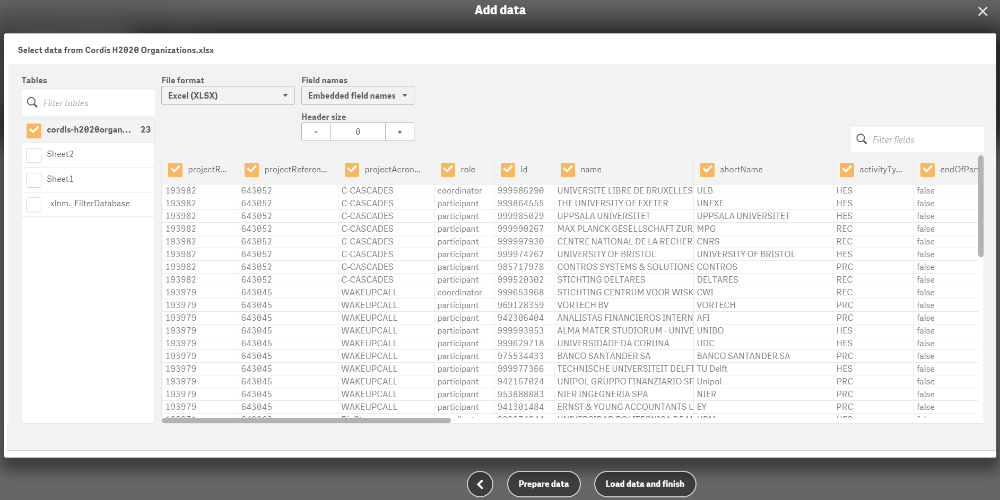 Add data
Select data from Cordis H2020 Organizations.xlsx
Tables
File format
Field names
Filter tables
Excel (XLSX)
Embedded field names
Header size
- 0 +
Filter fields
cordis-h2020organ... 23
Sheet2
Sheet1
_xlnm._FilterDatabase
projectR... projectReferen... projectAcron... role id name shortName activityTy... endOfPart
193982 643052 C-CASCADES coordinator 999986290 UNIVERSITE LIBRE DE BRUXELLES ULB HES false
193982 643052 C-CASCADES participant 999864555 THE UNIVERSITY OF EXETER UNEXE HES false
193982 643052 C-CASCADES participant 999985029 UPPSALA UNIVERSITET UPPSALA UNIVERSITET HES false
193982 643052 C-CASCADES participant 999990267 MAX PLANCK GESELLSCHAFT ZUR MPG REC false
193982 643052 C-CASCADES participant 999997930 CENTRE NATIONAL DE LA RECHER CNRS REC false
193982 643052 C-CASCADES participant 999974262 UNIVERSITY OF BRISTOL UNIVERSITY OF BRISTOL HES false
193982 643052 C-CASCADES participant 985717978 CONTROS SYSTEMS & SOLUTIONS CONTROS PRC false
193982 643052 C-CASCADES participant 999520302 STICHTING DELTARES DELTARES REC false
193979 643045 WAKEUPCALL coordinator 999653968 STICHTING CENTRUM VOOR WISK CWI REC false
193979 643045 WAKEUPCALL participant 969128359 VORTECH BV VORTECH PRC false
193979 643045 WAKEUPCALL participant 942306404 ANALISTAS FINANCIEROS INTERN AFI PRC false
193979 643045 WAKEUPCALL participant 999993953 ALMA MATER STUDIORUM - UNIVE UNIBO HES false
193979 643045 WAKEUPCALL participant 999629718 UNIVERSIDADE DA CORUNA UDC HES false
193979 643045 WAKEUPCALL participant 975534433 BANCO SANTANDER SA BANCO SANTANDER SA PRC false
193979 643045 WAKEUPCALL participant 999977366 TECHNISCHE UNIVERSITEIT DELFT TU Delft HES false
193979 643045 WAKEUPCALL participant 942157024 UNIPOL GRUPPO FINANZIARIO SP Unipol PRC false
193979 643045 WAKEUPCALL participant 953888883 NIER INGEGNERIA SPA NIER PRC false
193979 643045 WAKEUPCALL participant 941301484 ERNST & YOUNG ACCOUNTANTS L EY PRC false
Prepare data
Load data and finish